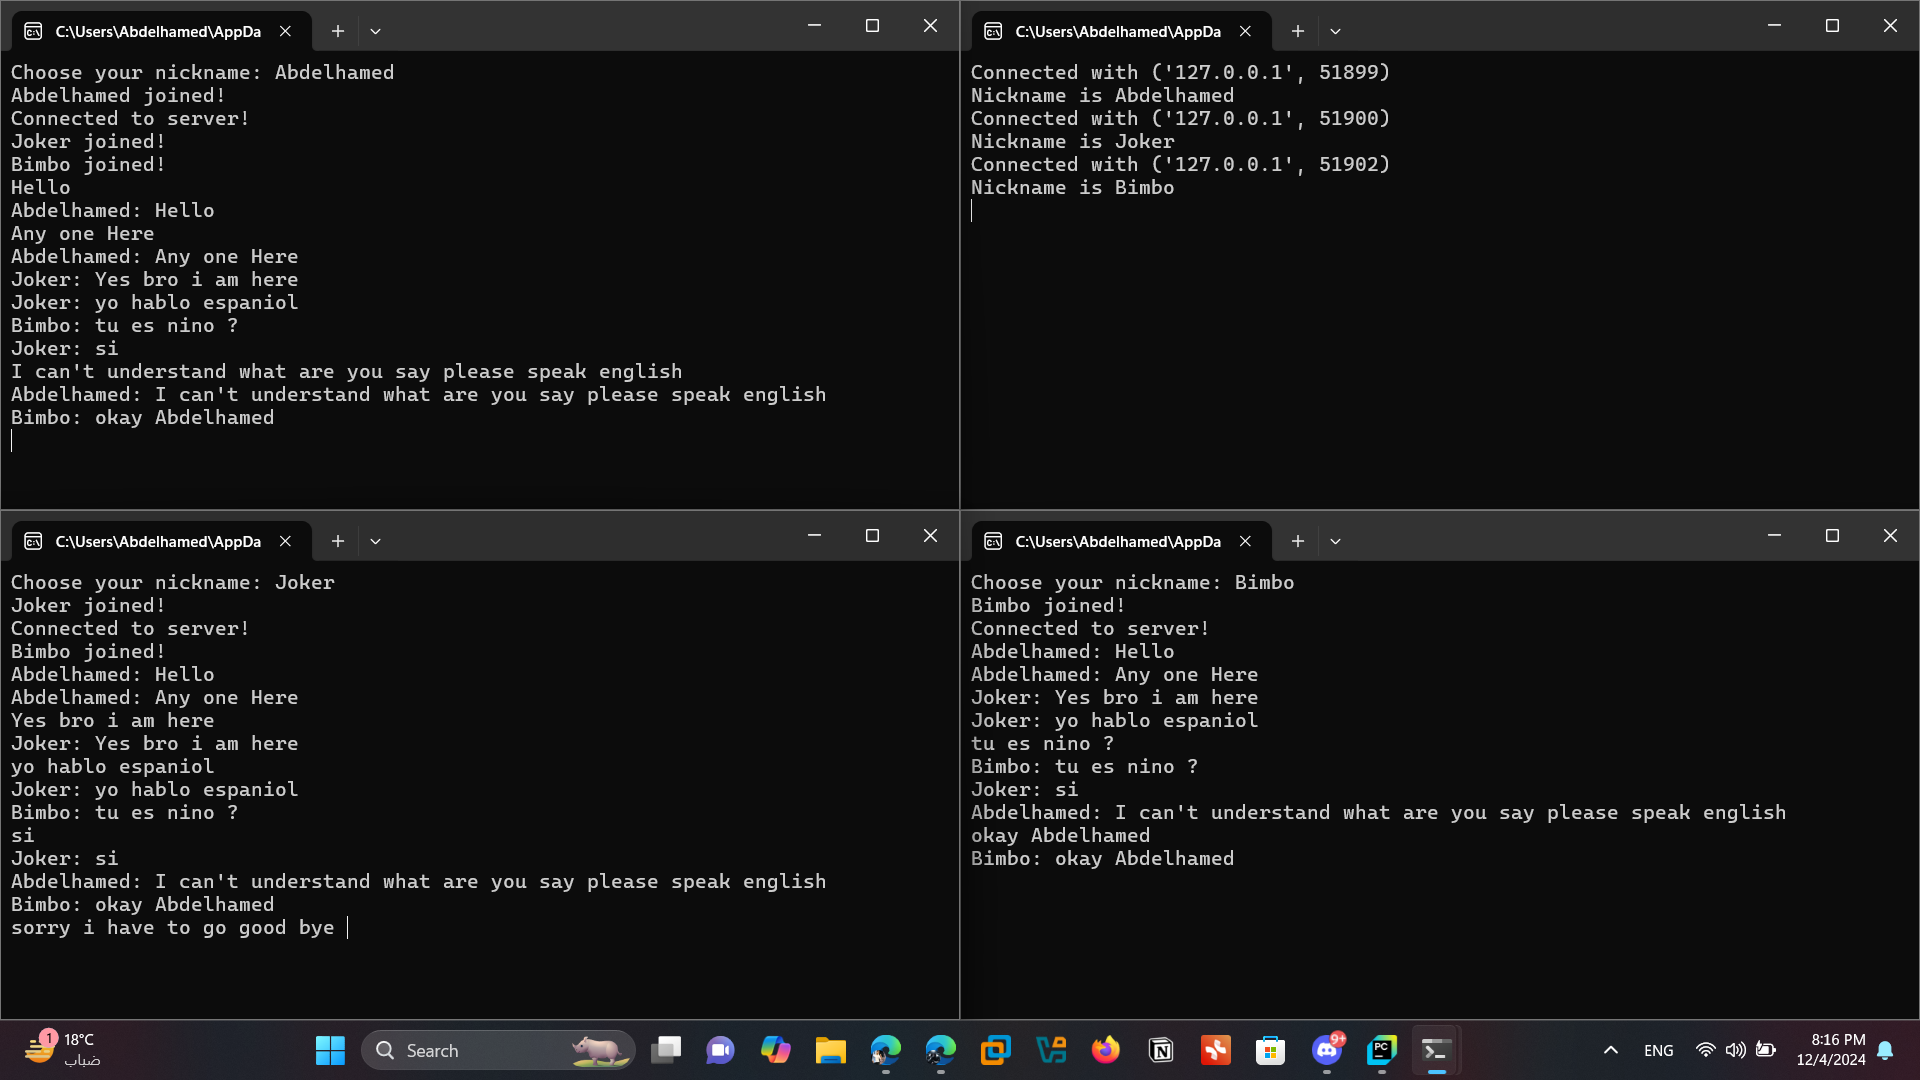 C:\Users\Abdelhamed\AppDa
Choose your nickname: Abdelhamed
Abdelhamed joined!
Connected to server!
Joker joined!
Bimbo joined!
Hello
Abdelhamed: Hello
Any one Here
Abdelhamed: Any one Here
Joker: Yes bro i am here
Joker: yo hablo espaniol
Bimbo: tu es nino ?
Joker: si
I can't understand what are you say please speak english
Abdelhamed: I can't understand what are you say please speak english
Bimbo: okay Abdelhamed
C:\Users\Abdelhamed\AppDa
Connected with ('127.0.0.1', 51899)
Nickname is Abdelhamed
Connected with ('127.0.0.1', 51900)
Nickname is Joker
Connected with ('127.0.0.1', 51902)
Nickname is Bimbo
C:\Users\Abdelhamed\AppDa
Choose your nickname: Joker
Joker joined!
Connected to server!
Bimbo joined!
Abdelhamed: Hello
Abdelhamed: Any one Here
Yes bro i am here
Joker: Yes bro i am here
yo hablo espaniol
Joker: yo hablo espaniol
Bimbo: tu es nino ?
si
Joker: si
Abdelhamed: I can't understand what are you say please speak english
Bimbo: okay Abdelhamed
sorry i have to go good bye
C:\Users\Abdelhamed\AppDa
Choose your nickname: Bimbo
Bimbo joined!
Connected to server!
Abdelhamed: Hello
Abdelhamed: Any one Here
Joker: Yes bro i am here
Joker: yo hablo espaniol
tu es nino ?
Bimbo: tu es nino ?
Joker: si
Abdelhamed: I can't understand what are you say please speak english
okay Abdelhamed
Bimbo: okay Abdelhamed
1
18°C
ضباب
Search
PC
9+
ENG
8:16 PM
12/4/2024